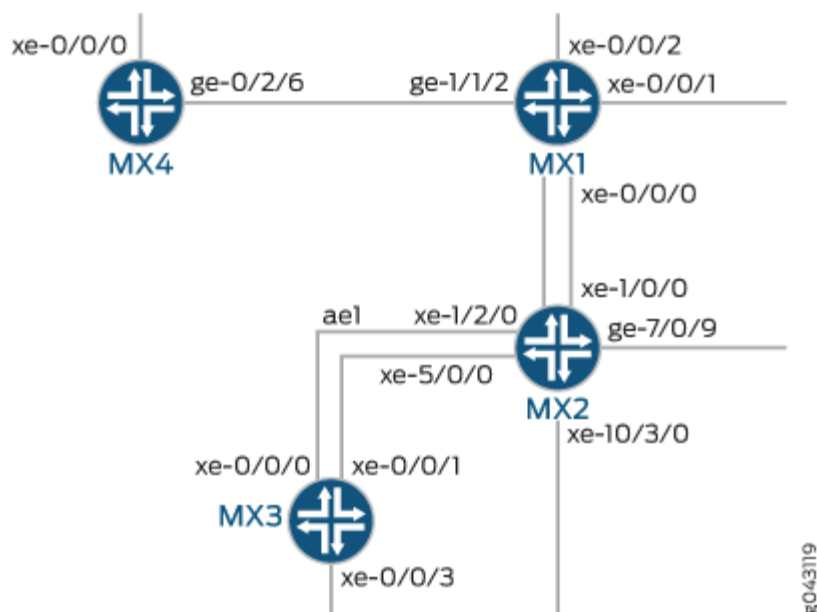 xe-0/0/0
xe-0/0/2
ge-0/2/6
ge-1/1/2
xe-0/0/1
MX4
MX1
xe-0/0/0
xe-1/0/0
ae1
xe-1/2/0
ge-7/0/9
xe-5/0/0
MX2
xe-10/3/0
xe-0/0/0
xe-0/0/1
MX3
xe-0/0/3
g043119